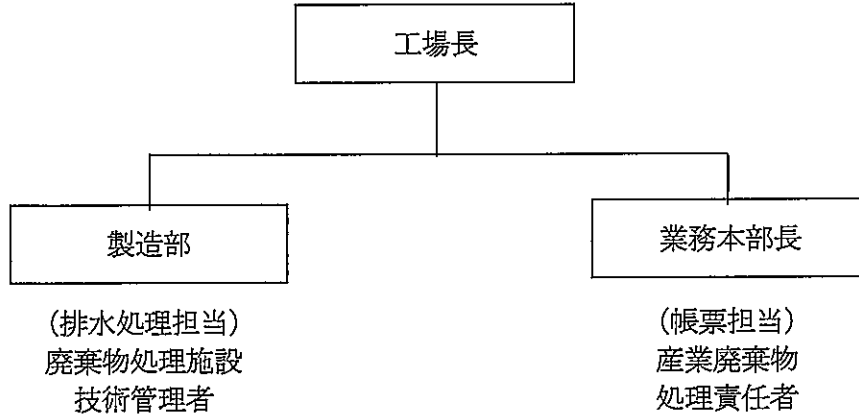 工場長
製造部
業務本部長
(排水処理担当)
廃棄物処理施設
技術管理者
(帳票担当)
産業廃棄物
処理責任者